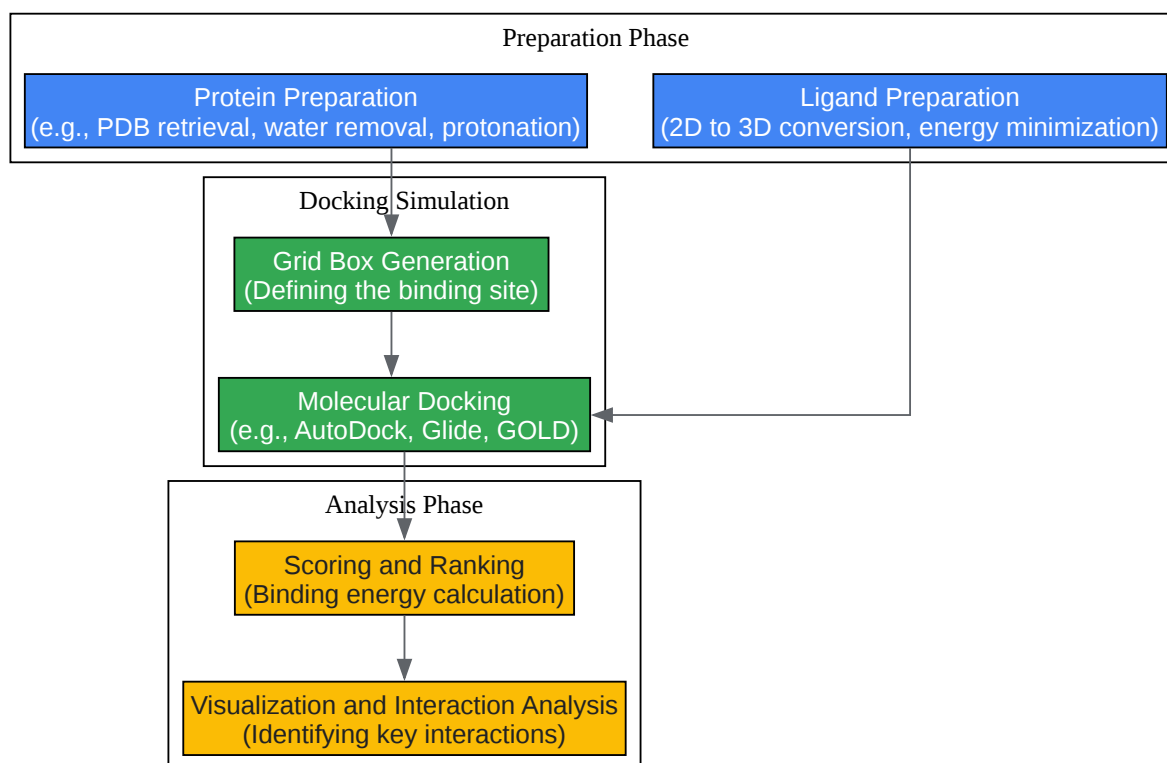 Preparation Phase
Protein Preparation
(e.g., PDB retrieval, water removal, protonation)
Ligand Preparation
(2D to 3D conversion, energy minimization)
Docking Simulation
Grid Box Generation
(Defining the binding site)
Molecular Docking
(e.g., AutoDock, Glide, GOLD)
Analysis Phase
Scoring and Ranking
(Binding energy calculation)
Visualization and Interaction Analysis
(Identifying key interactions)